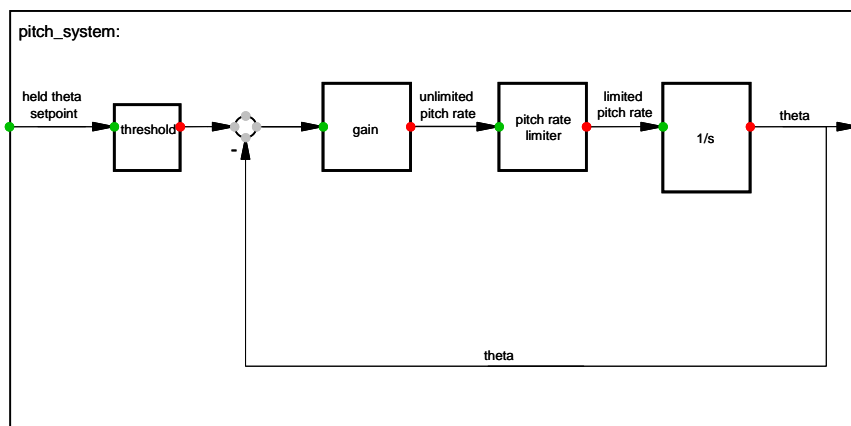 pitch_system:
held theta
setpoint
threshold
-
gain
unlimited
pitch rate
pitch rate
limiter
limited
pitch rate
1/s
theta
theta